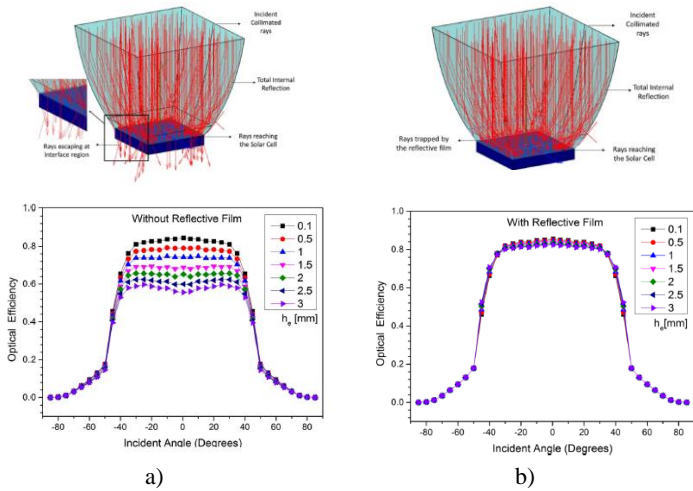 Incident
Collimated
rays
Total Internal
Reflection
Rays escaping at
interface region
Rays reaching
the Solar Cell
Incident
Collimated
rays
Total Internal
Reflection
Rays trapped by
the reflective film
Rays reaching
the Solar Cell
Without Reflective Film
Optical Efficiency
1.0
0.8
0.6
0.4
0.2
0.0
0.1
0.5
1
1.5
2
2.5
3
he [mm]
-80 -60 -40 -20 0 20 40 60 80
Incident Angle (Degrees)
a)
With Reflective Film
Optical Efficiency
1.0
0.8
0.6
0.4
0.2
0.0
0.1
0.5
1
1.5
2
2.5
3
he[mm]
-80 -60 -40 -20 0 20 40 60 80
Incident Angle (Degrees)
b)